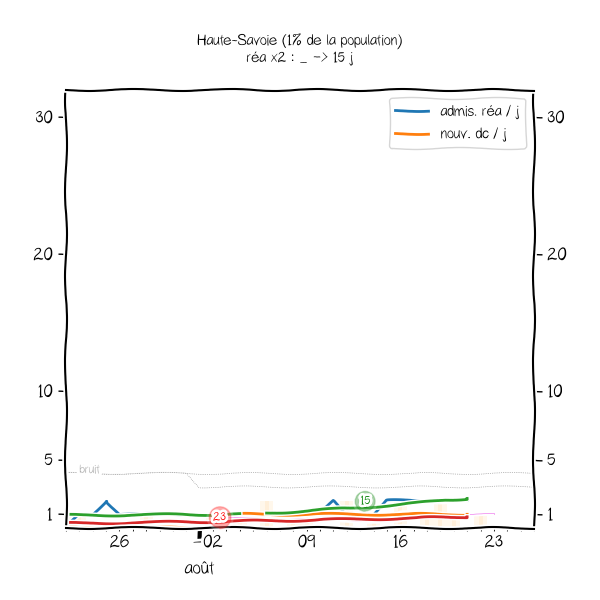 Haute-Savoie (1% de la population)
réa x2 : _ -> 15 j
admis. réa / j
nouv. dc / j
30
30
20
20
10
10
5
5
bruit
15
23
1
1
26
02
09
16
23
août